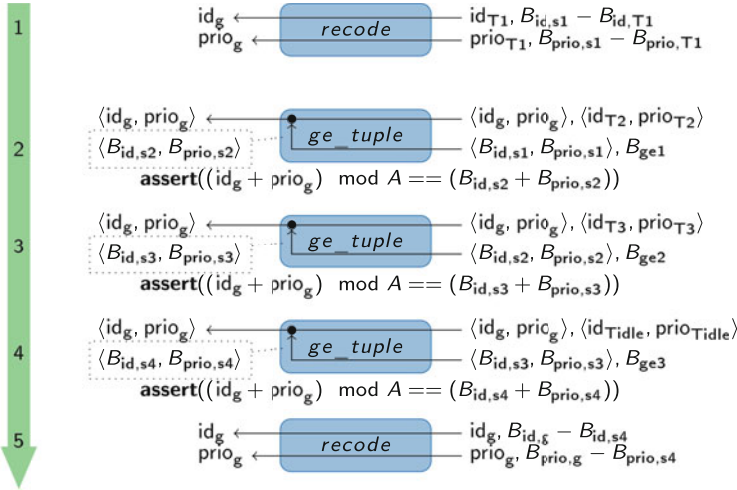 1 id_g recode id_T1, B_id,s1 − B_id,T1
prio_g prio_T1, B_prio,s1 − B_prio,T1
⟨id_g, prio_g⟩ ⟨id_g, prio_g⟩, ⟨id_T2, prio_T2⟩
2 ⟨B_id,s2, B_prio,s2⟩ ge_tuple ⟨B_id,s1, B_prio,s1⟩, B_ge1
assert((id_g + prio_g) mod A == (B_id,s2 + B_prio,s2))
⟨id_g, prio_g⟩ ⟨id_g, prio_g⟩, ⟨id_T3, prio_T3⟩
3 ⟨B_id,s3, B_prio,s3⟩ ge_tuple ⟨B_id,s2, B_prio,s2⟩, B_ge2
assert((id_g + prio_g) mod A == (B_id,s3 + B_prio,s3))
⟨id_g, prio_g⟩ ⟨id_g, prio_g⟩, ⟨id_Tidle, prio_Tidle⟩
4 ⟨B_id,s4, B_prio,s4⟩ ge_tuple ⟨B_id,s3, B_prio,s3⟩, B_ge3
assert((id_g + prio_g) mod A == (B_id,s4 + B_prio,s4))
5 id_g recode id_g, B_id,g − B_id,s4
prio_g prio_g, B_prio,g − B_prio,s4